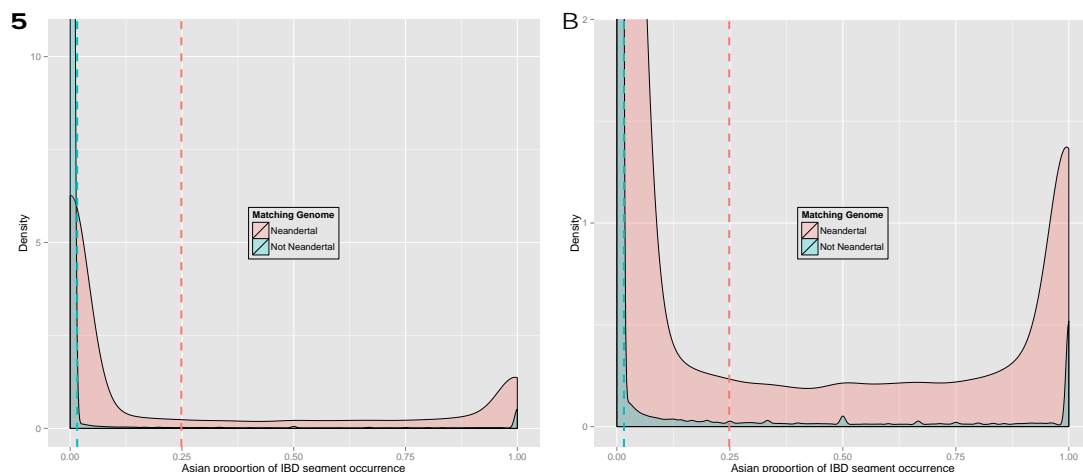 5
10
5
0
Density
0.00
0.25
0.50
0.75
1.00
Asian proportion of IBD segment occurrence
Matching Genome
Neandertal
Not Neandertal
B
2
1
0
Density
0.00
0.25
0.50
0.75
1.00
Asian proportion of IBD segment occurrence
Matching Genome
Neandertal
Not Neandertal